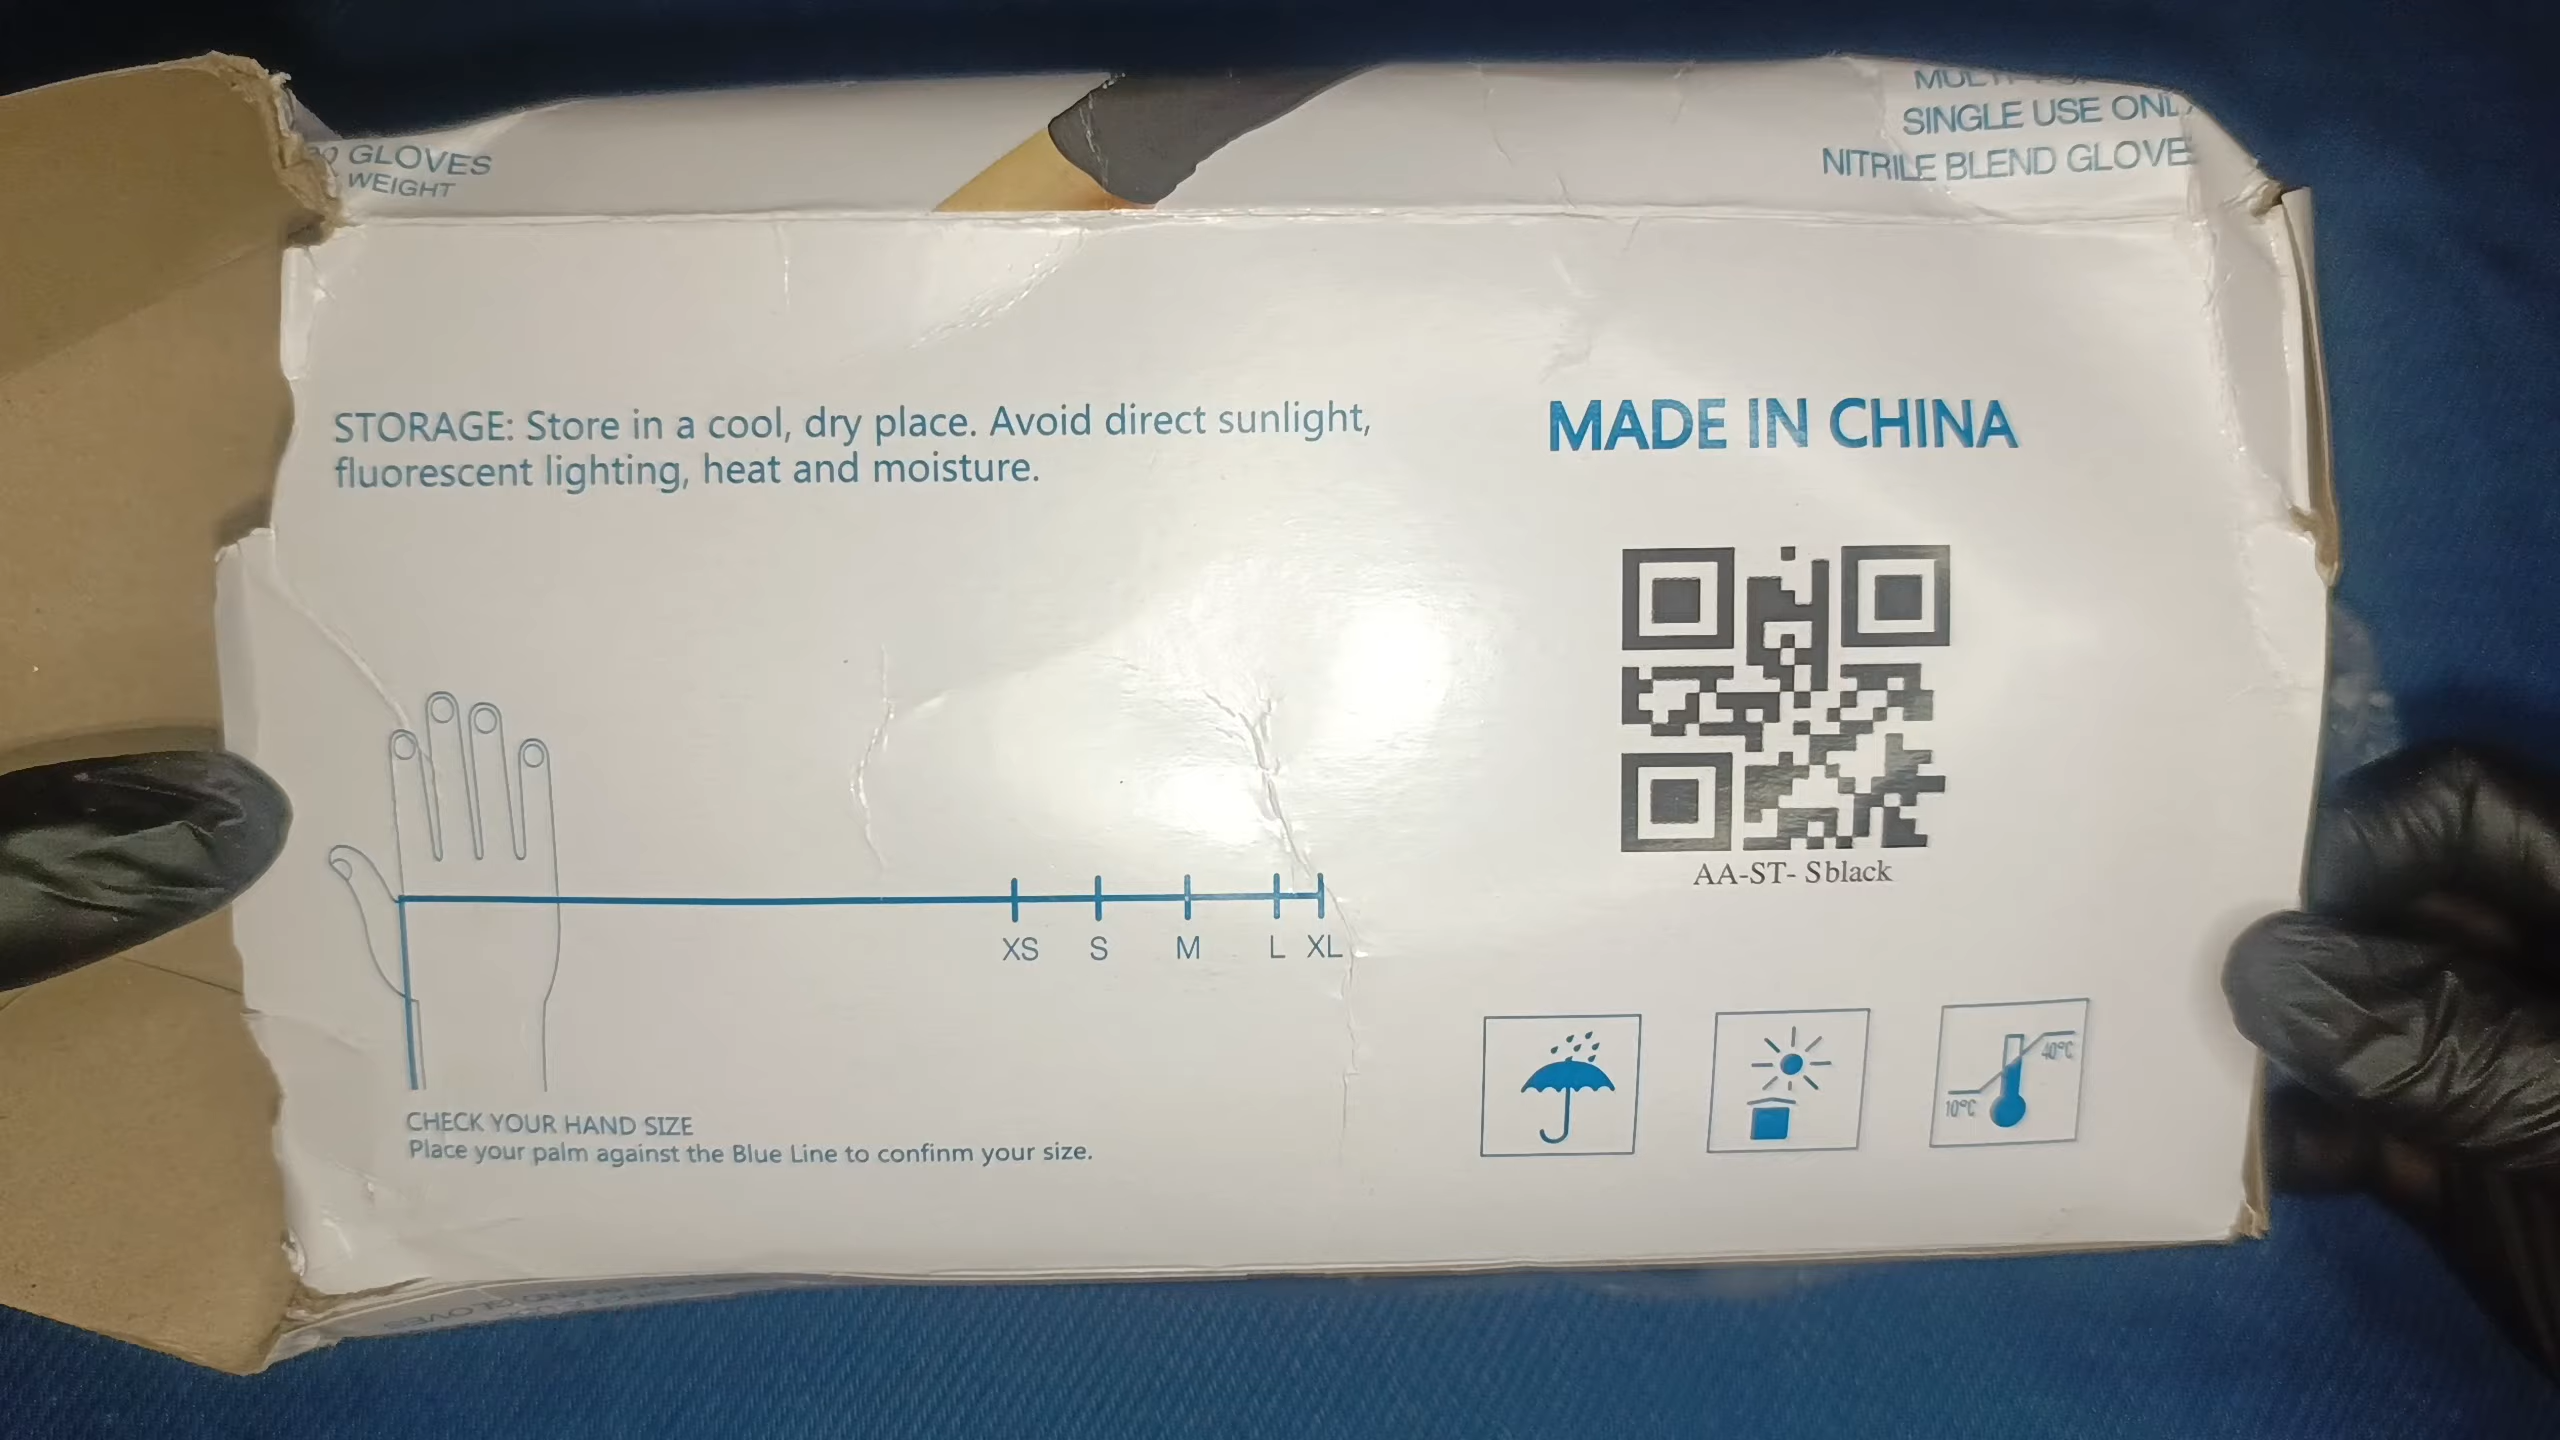 GLOVES
WEIGHT
SINGLE USE ONLY
NITRILE BLEND GLOVE
STORAGE: Store in a cool, dry place. Avoid direct sunlight,
fluorescent lighting, heat and moisture.
MADE IN CHINA
AA-ST- Sblack
XS S M L XL
40°C
10°C
CHECK YOUR HAND SIZE
Place your palm against the Blue Line to confinm your size.